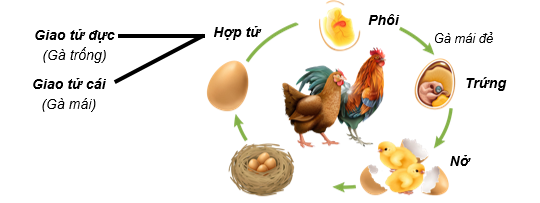 Giao tử đực
(Gà trống)
Giao tử cái
(Gà mái)
Hợp tử
Phôi
Gà mái đẻ
Trứng
Nở